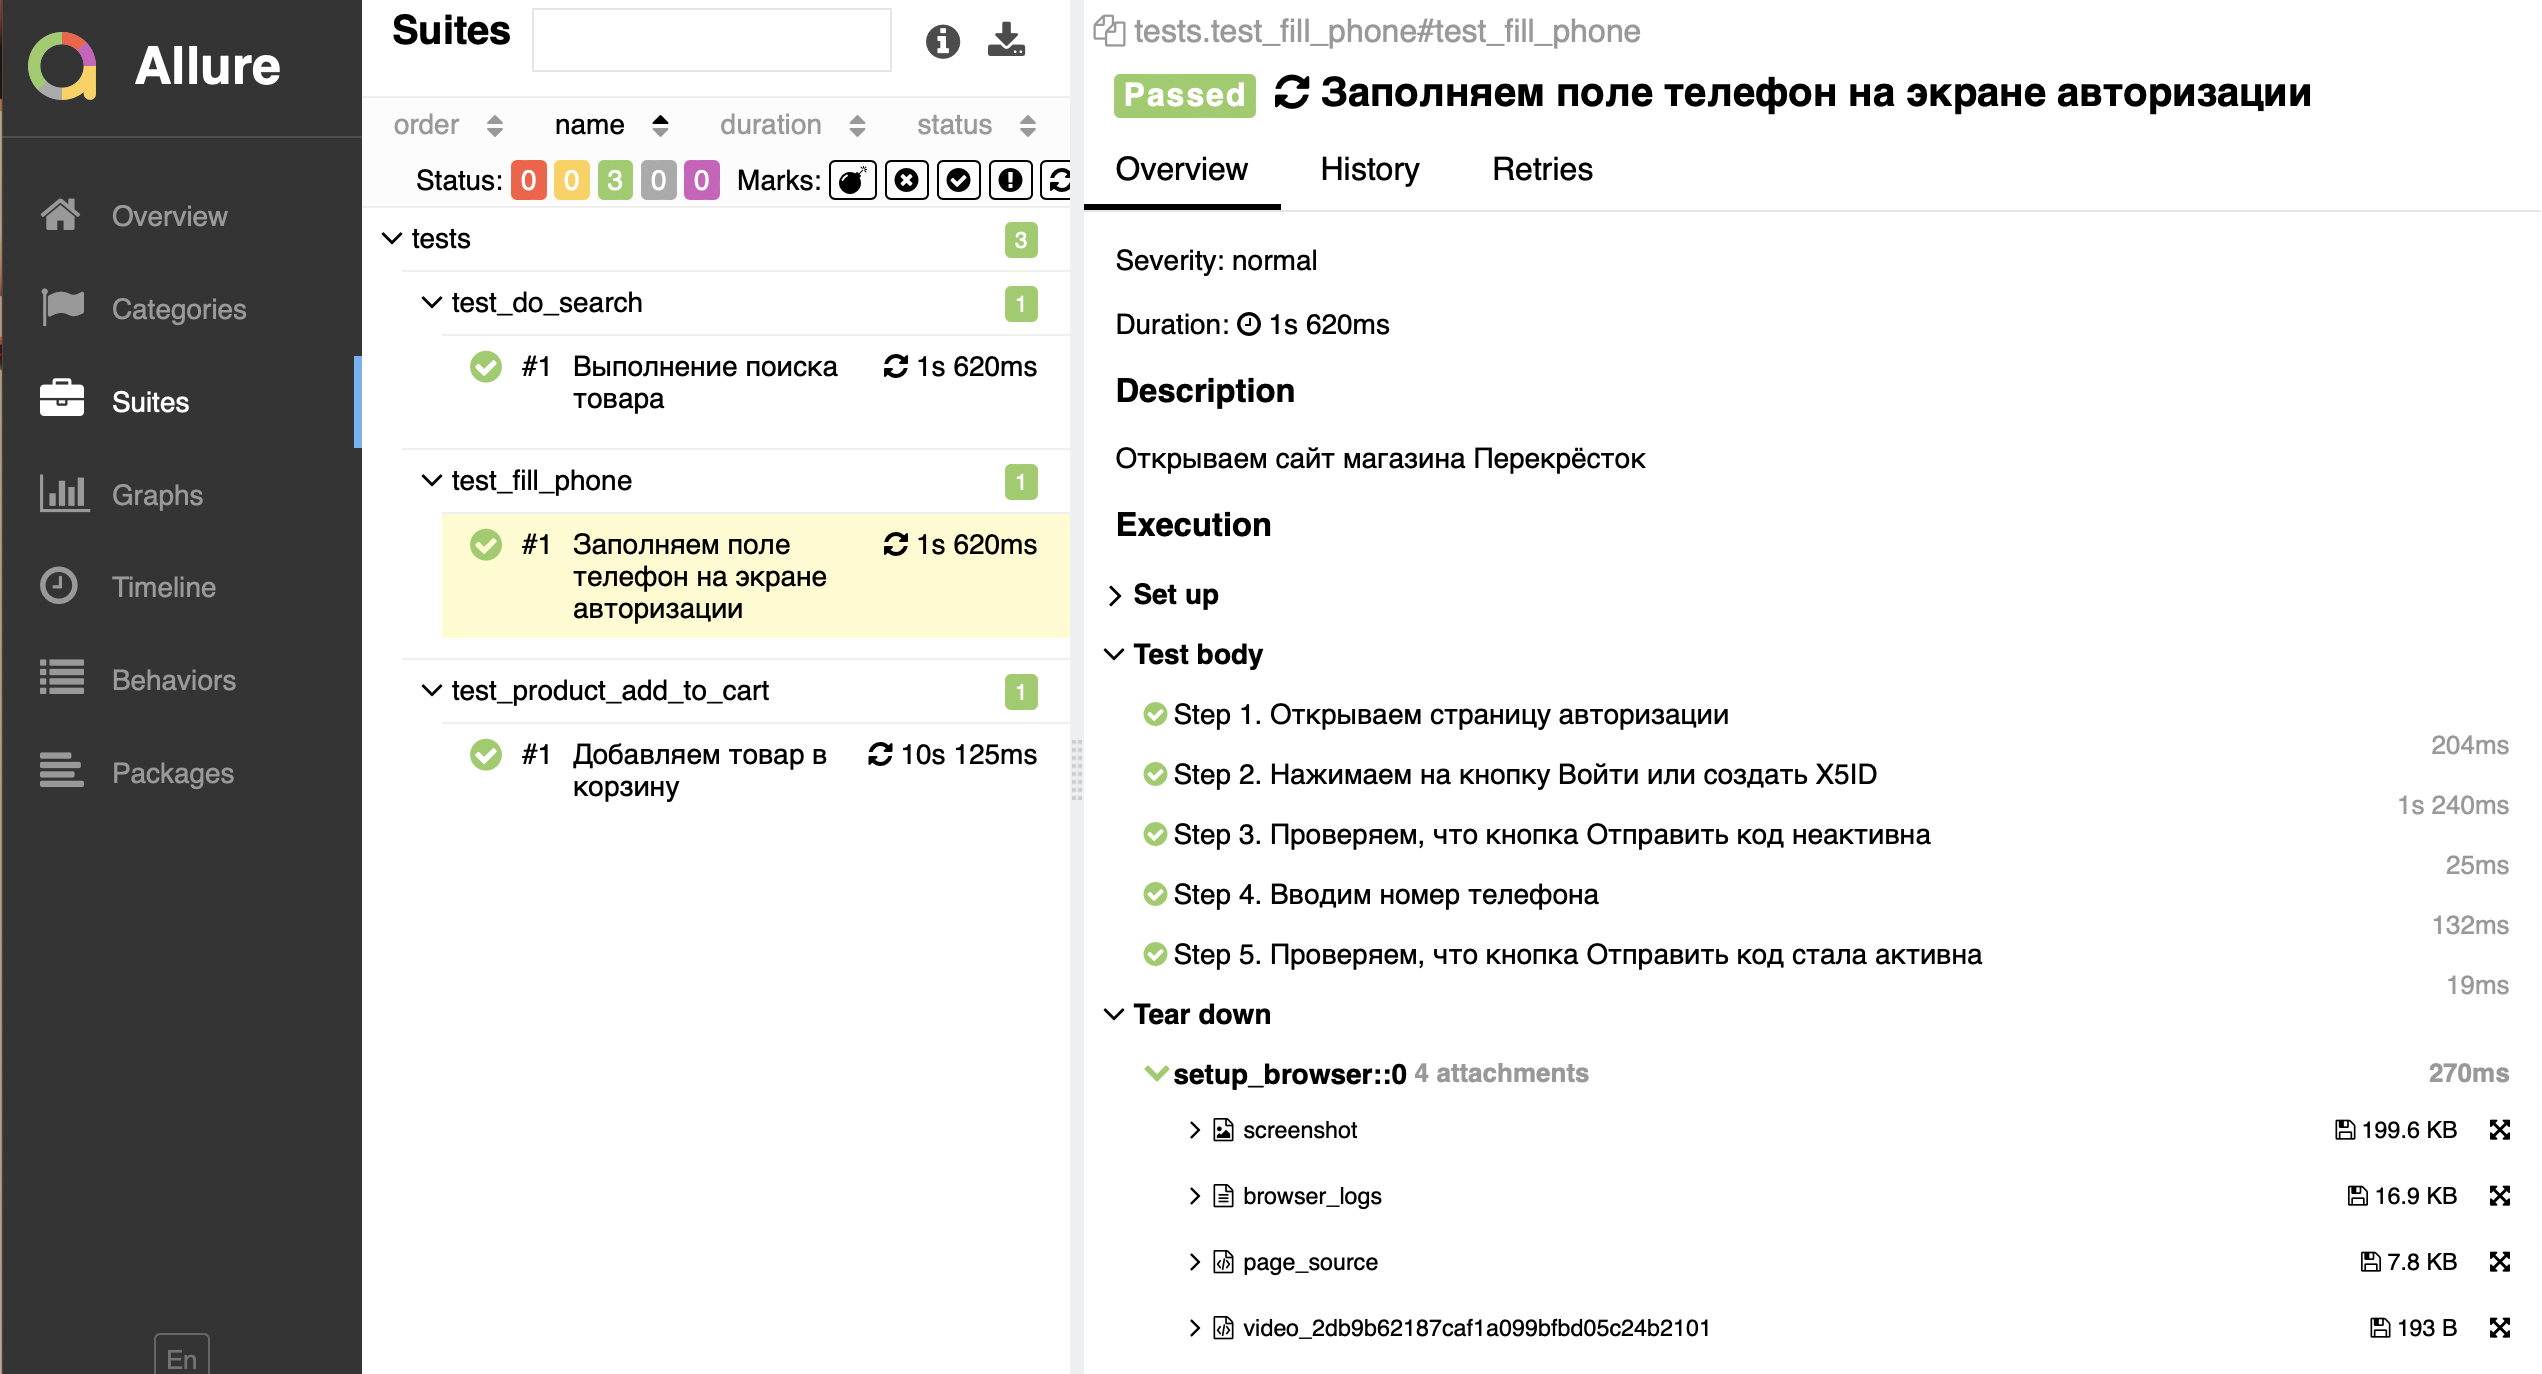 Allure
Overview
Categories
Suites
Graphs
Timeline
Behaviors
Packages
En
Suites
order name duration status
Status: 0 0 3 0 0 Marks:
tests 3
test_do_search 1
#1 Выполнение поиска 1s 620ms
товара
test_fill_phone 1
#1 Заполняем поле 1s 620ms
телефон на экране
авторизации
test_product_add_to_cart 1
#1 Добавляем товар в 10s 125ms
корзину
tests.test_fill_phone#test_fill_phone
Passed Заполняем поле телефон на экране авторизации
Overview History Retries
Severity: normal
Duration: 1s 620ms
Description
Открываем сайт магазина Перекрёсток
Execution
Set up
Test body
Step 1. Открываем страницу авторизации
204ms
Step 2. Нажимаем на кнопку Войти или создать X5ID
1s 240ms
Step 3. Проверяем, что кнопка Отправить код неактивна
25ms
Step 4. Вводим номер телефона
132ms
Step 5. Проверяем, что кнопка Отправить код стала активна
19ms
Tear down
setup_browser::0 4 attachments 270ms
screenshot 199.6 KB
browser_logs 16.9 KB
page_source 7.8 KB
video_2db9b62187caf1a099bfbd05c24b2101 193 B